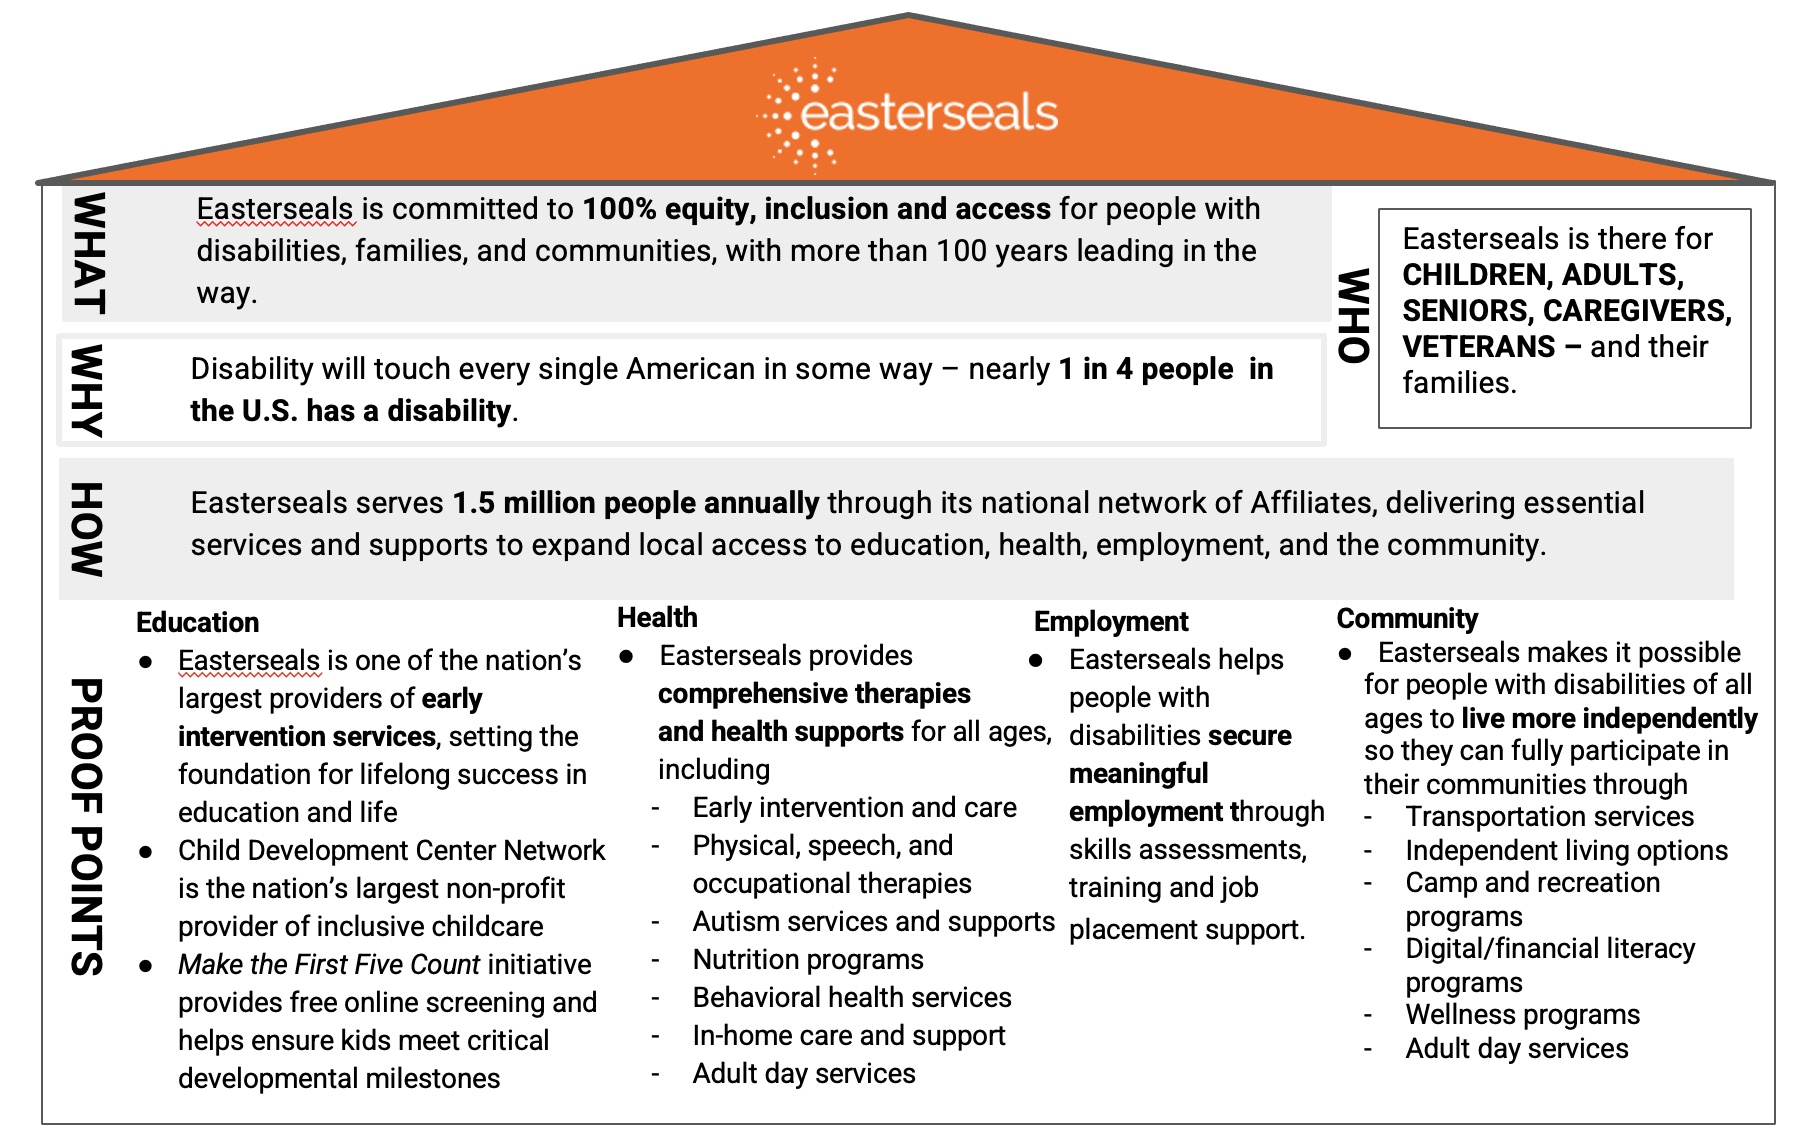 easterseals
WHAT
Easterseals is committed to 100% equity, inclusion and access for people with
disabilities, families, and communities, with more than 100 years leading in the
way.
WHO
Easterseals is there for
CHILDREN, ADULTS,
SENIORS, CAREGIVERS,
VETERANS – and their
families.
WHY
Disability will touch every single American in some way – nearly 1 in 4 people in
the U.S. has a disability.
HOW
Easterseals serves 1.5 million people annually through its national network of Affiliates, delivering essential
services and supports to expand local access to education, health, employment, and the community.
PROOF POINTS
Education
● Easterseals is one of the nation’s
largest providers of early
intervention services, setting the
foundation for lifelong success in
education and life
● Child Development Center Network
is the nation’s largest non-profit
provider of inclusive childcare
● Make the First Five Count initiative
provides free online screening and
helps ensure kids meet critical
developmental milestones
Health
● Easterseals provides
comprehensive therapies
and health supports for all ages,
including
- Early intervention and care
- Physical, speech, and
occupational therapies
- Autism services and supports
- Nutrition programs
- Behavioral health services
- In-home care and support
- Adult day services
Employment
● Easterseals helps
people with
disabilities secure
meaningful
employment through
skills assessments,
training and job
placement support.
Community
● Easterseals makes it possible
for people with disabilities of all
ages to live more independently
so they can fully participate in
their communities through
- Transportation services
- Independent living options
- Camp and recreation
programs
- Digital/financial literacy
programs
- Wellness programs
- Adult day services